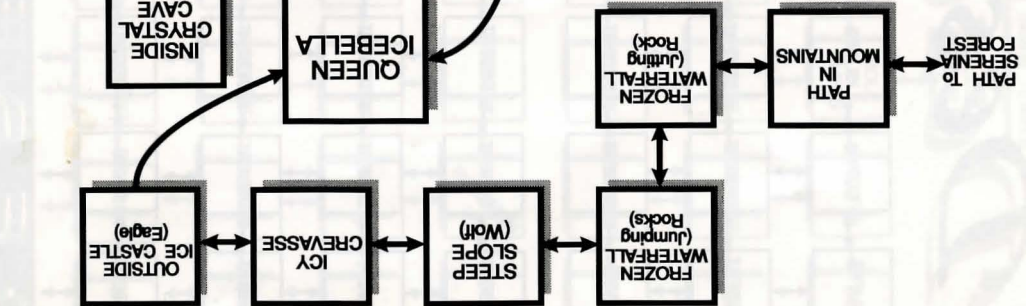 FROZEN
WATERFALL
(Jumping
Rocks)
STEEP
SLOPE
(Wolf)
ICY
CREVASSE
OUTSIDE
ICE CASTLE
(Eagle)
PATH To
SERENIA
FOREST
PATH
IN
MOUNTAINS
FROZEN
WATERFALL
(Jutting
Rock)
QUEEN
ICEBELLA
INSIDE
CRYSTAL
CAVE